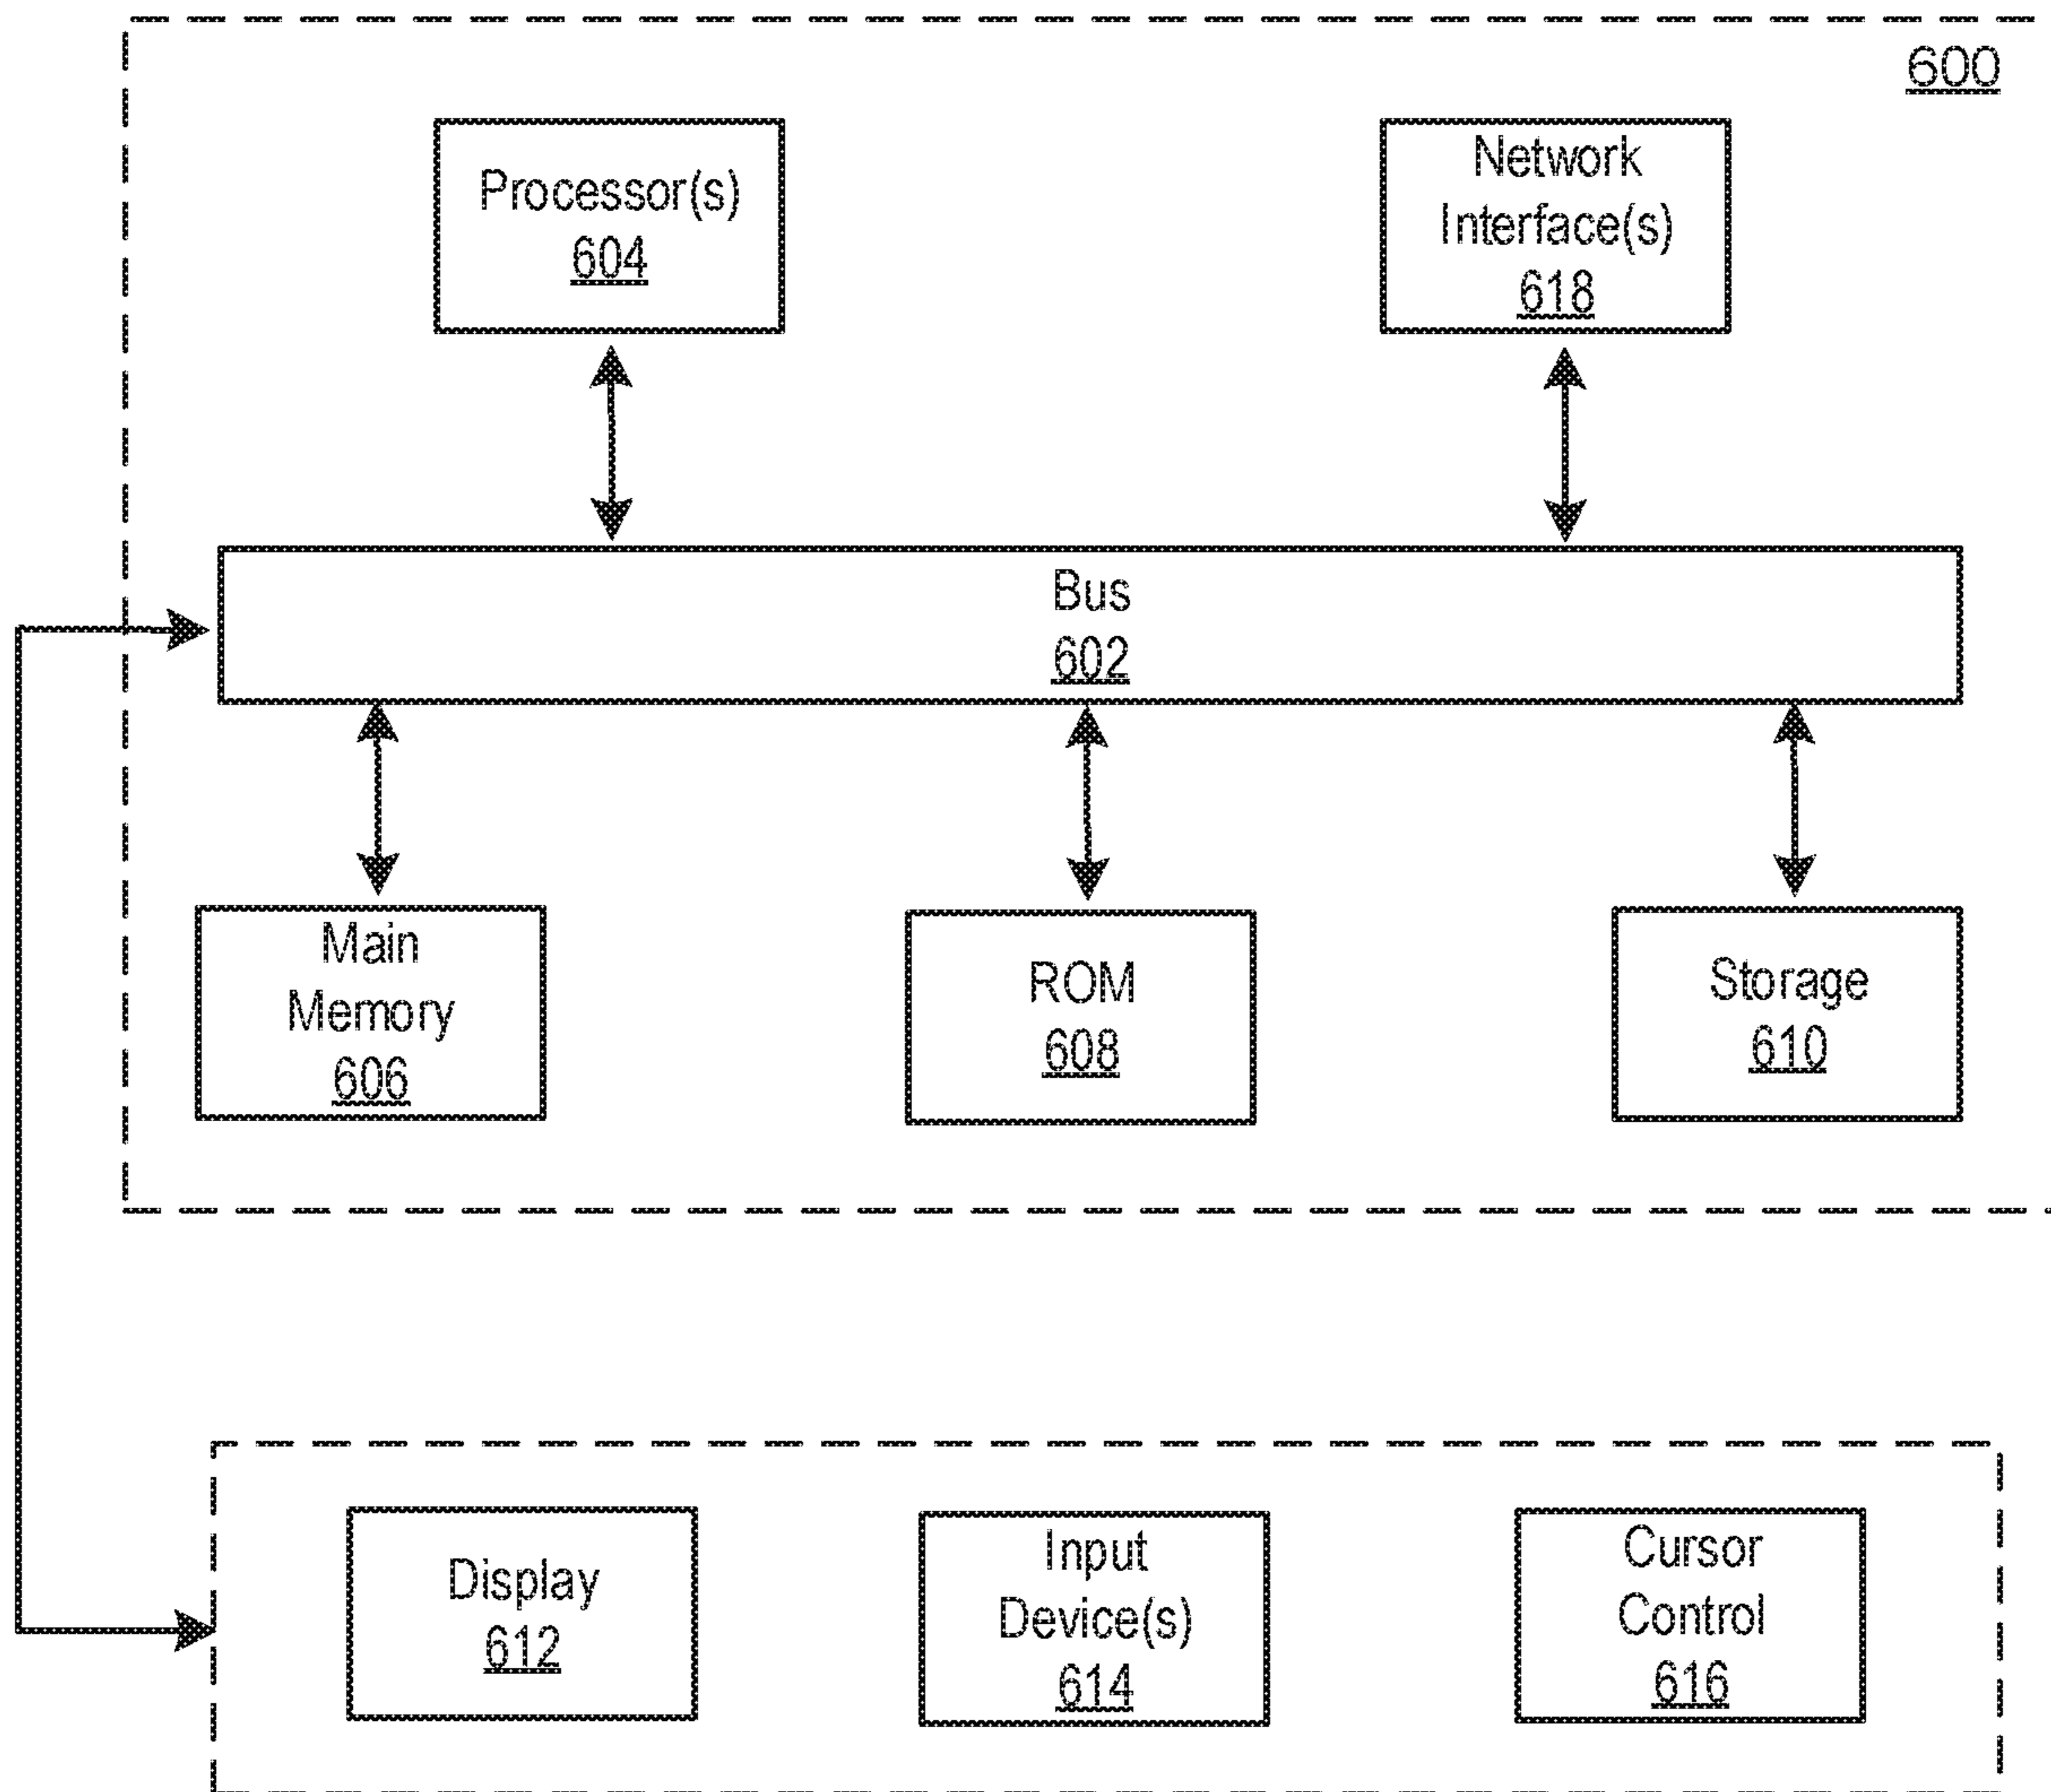 600
Processor(s)
604
Network
Interface(s)
618
Bus
602
Main
Memory
606
ROM
608
Storage
610
Display
612
Input
Device(s)
614
Cursor
Control
616